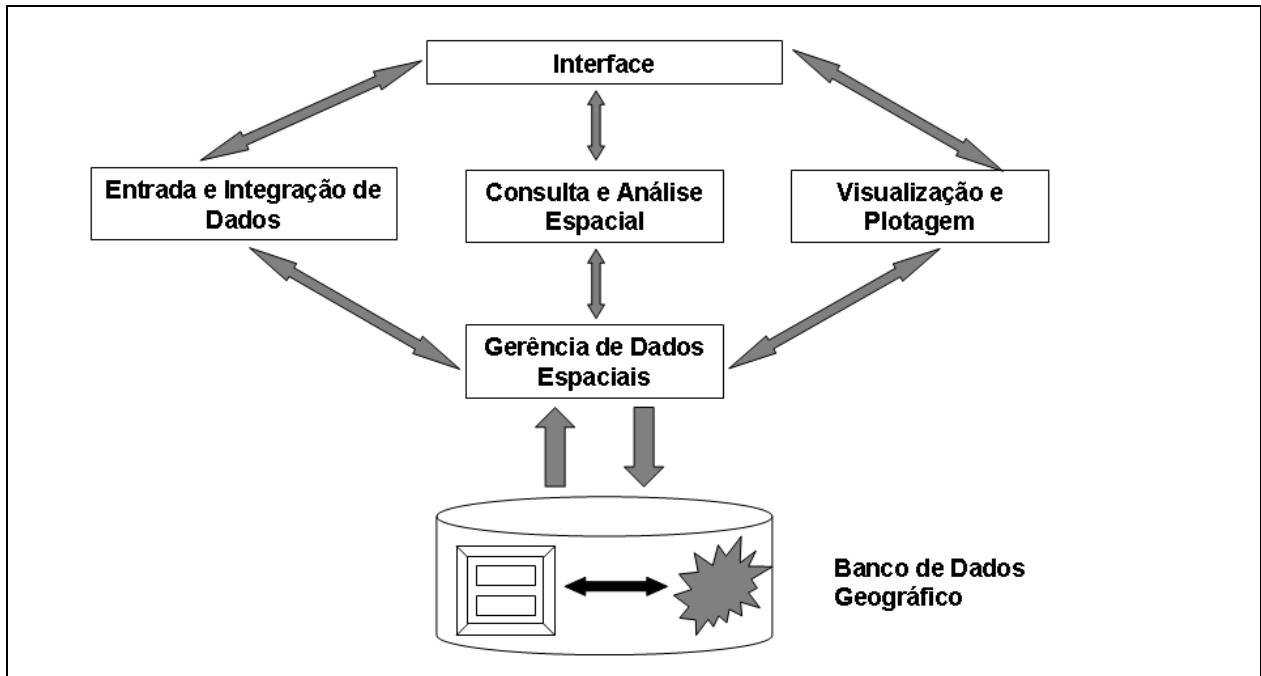 Interface
Entrada e Integração de
Dados
Consulta e Análise
Espacial
Visualização e
Plotagem
Gerência de Dados
Espaciais
Banco de Dados
Geográfico